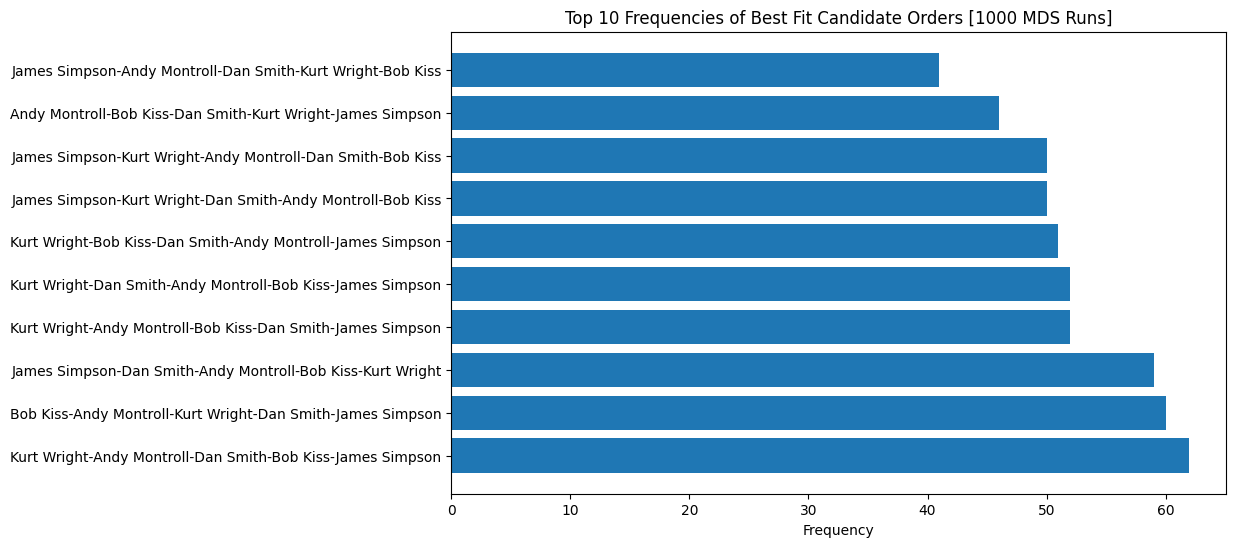 Top 10 Frequencies of Best Fit Candidate Orders [1000 MDS Runs]
James Simpson-Andy Montroll-Dan Smith-Kurt Wright-Bob Kiss
Andy Montroll-Bob Kiss-Dan Smith-Kurt Wright-James Simpson
James Simpson-Kurt Wright-Andy Montroll-Dan Smith-Bob Kiss
James Simpson-Kurt Wright-Dan Smith-Andy Montroll-Bob Kiss
Kurt Wright-Bob Kiss-Dan Smith-Andy Montroll-James Simpson
Kurt Wright-Dan Smith-Andy Montroll-Bob Kiss-James Simpson
Kurt Wright-Andy Montroll-Bob Kiss-Dan Smith-James Simpson
James Simpson-Dan Smith-Andy Montroll-Bob Kiss-Kurt Wright
Bob Kiss-Andy Montroll-Kurt Wright-Dan Smith-James Simpson
Kurt Wright-Andy Montroll-Dan Smith-Bob Kiss-James Simpson
0 10 20 30 40 50 60
Frequency